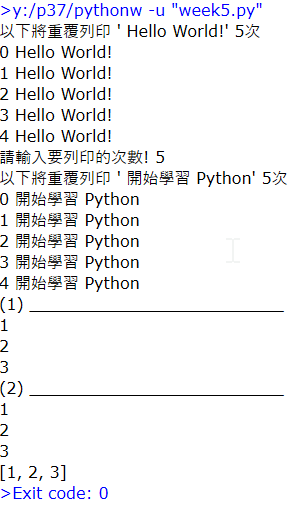 >y:/p37/pythonw -u "week5.py"
以下將重覆列印 ' Hello World!' 5次
0 Hello World!
1 Hello World!
2 Hello World!
3 Hello World!
4 Hello World!
請輸入要列印的次數! 5
以下將重覆列印 ' 開始學習 Python' 5次
0 開始學習 Python
1 開始學習 Python
2 開始學習 Python
3 開始學習 Python
4 開始學習 Python
(1) ______________________________
1
2
3
(2) ______________________________
1
2
3
[1, 2, 3]
>Exit code: 0